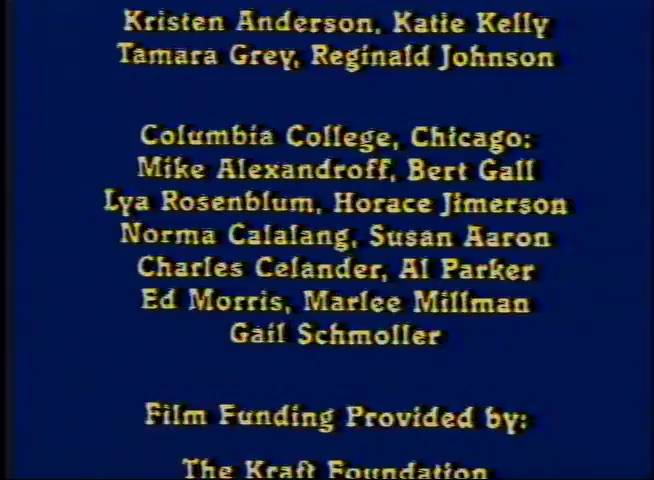 Kristen Anderson, Katie Kelly
Tamara Grey, Reginald Johnson
Columbia College, Chicago:
Mike Alexandroff, Bert Gall
Lya Rosenblum, Horace Jimerson
Norma Calalang, Susan Aaron
Charles Celander, Al Parker
Ed Morris, Marlee Millman
Gail Schmoller
Film Funding Provided by:
The Kraft Foundation